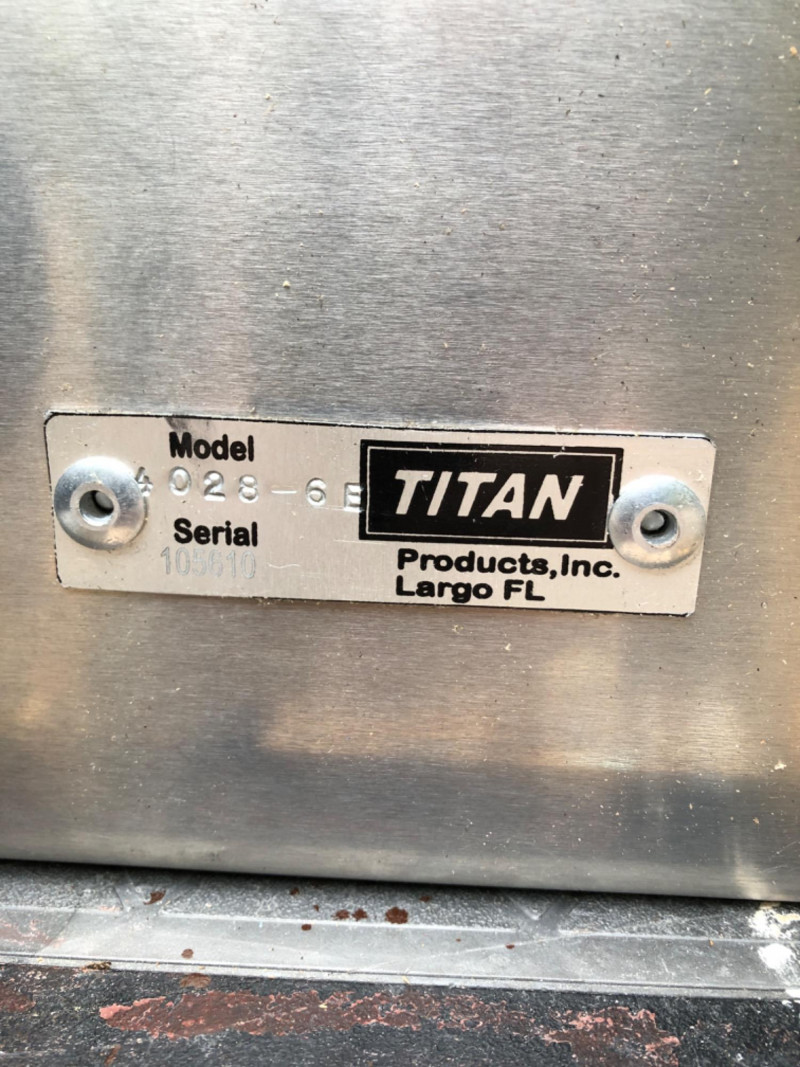 Model
4028-6E
TITAN
Serial
105610
Products,Inc.
Largo FL